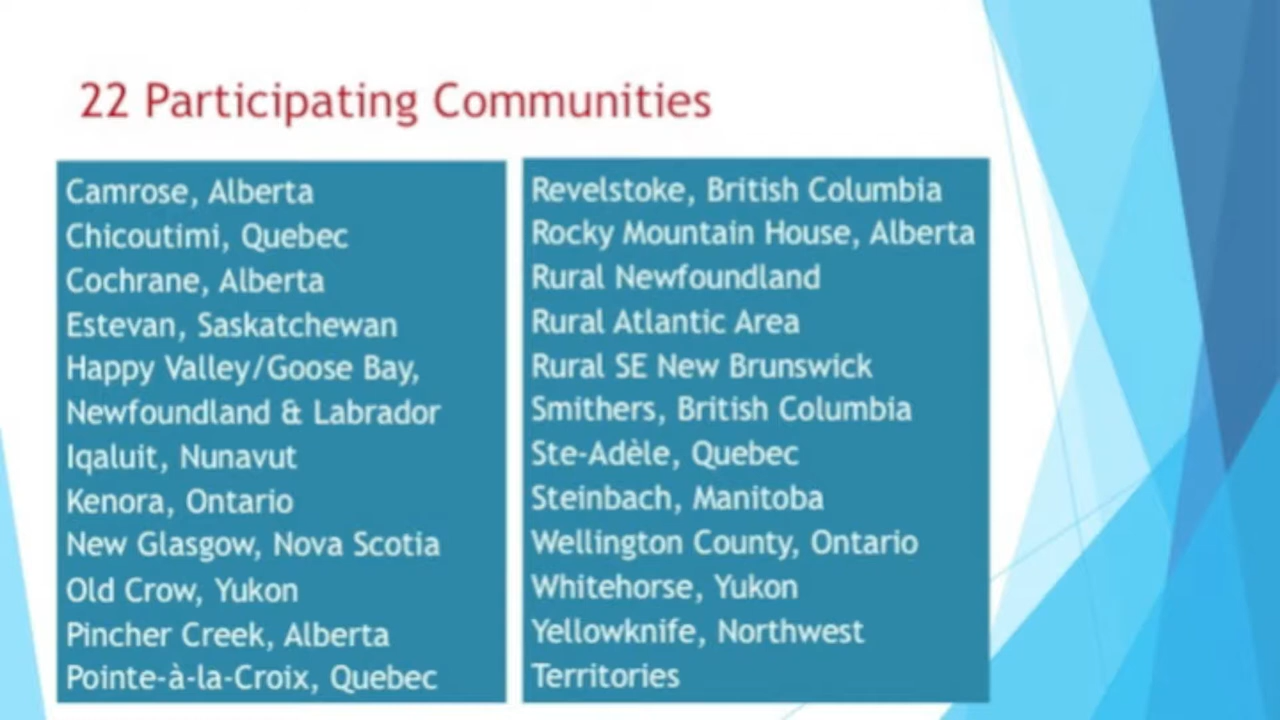 22 Participating Communities
Camrose, Alberta
Chicoutimi, Quebec
Cochrane, Alberta
Estevan, Saskatchewan
Happy Valley/Goose Bay,
Newfoundland & Labrador
Iqaluit, Nunavut
Kenora, Ontario
New Glasgow, Nova Scotia
Old Crow, Yukon
Pincher Creek, Alberta
Pointe-à-la-Croix, Quebec
Revelstoke, British Columbia
Rocky Mountain House, Alberta
Rural Newfoundland
Rural Atlantic Area
Rural SE New Brunswick
Smithers, British Columbia
Ste-Adèle, Quebec
Steinbach, Manitoba
Wellington County, Ontario
Whitehorse, Yukon
Yellowknife, Northwest
Territories